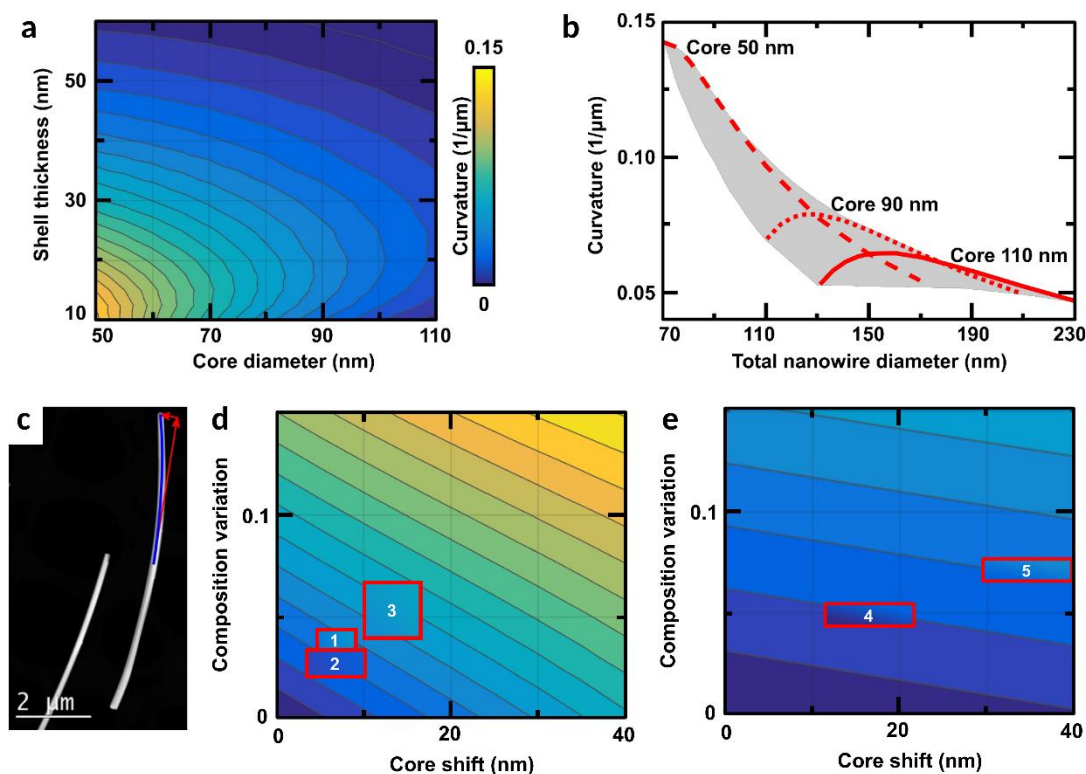 a
Shell thickness (nm)
50
30
10
50
70
90
110
Core diameter (nm)
0.15
Curvature (1/µm)
0
b
Curvature (1/µm)
0.15
0.10
0.05
Core 50 nm
Core 90 nm
Core 110 nm
70
110
150
190
230
Total nanowire diameter (nm)
c
2 µm
d
Composition variation
0.1
0
3
1
2
0
10
20
30
40
Core shift (nm)
e
Composition variation
0.1
0
5
4
0
20
40
Core shift (nm)